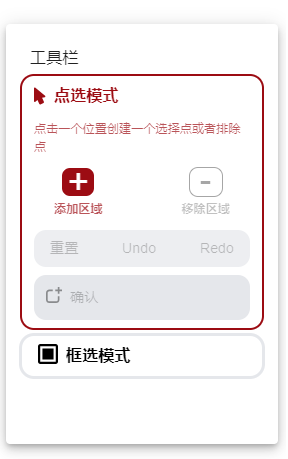 工具栏
点选模式
点击一个位置创建一个选择点或者排除
点
添加区域 移除区域
重置 Undo Redo
确认
框选模式